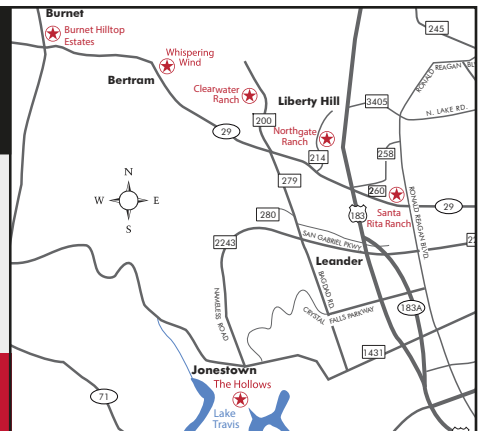 Burnet
Burnet Hilltop
Estates
245
Whispering
Wind
Bertram
RONALD REAGAN
Clearwater
Ranch
Liberty Hill
3405
N. LAKE RD.
200
29
Northgate
Ranch
214
258
279
N
W E
S
260
Santa
Rita Ranch
29
280
183
RONALD REAGAN BLVD.
2243
SAN GABRIEL PKWY
Leander
NAMELESS ROAD
BAGDAD RD.
CRYSTAL FALLS PARKWAY
183A
1431
Jonestown
The Hollows
71
Lake
Travis